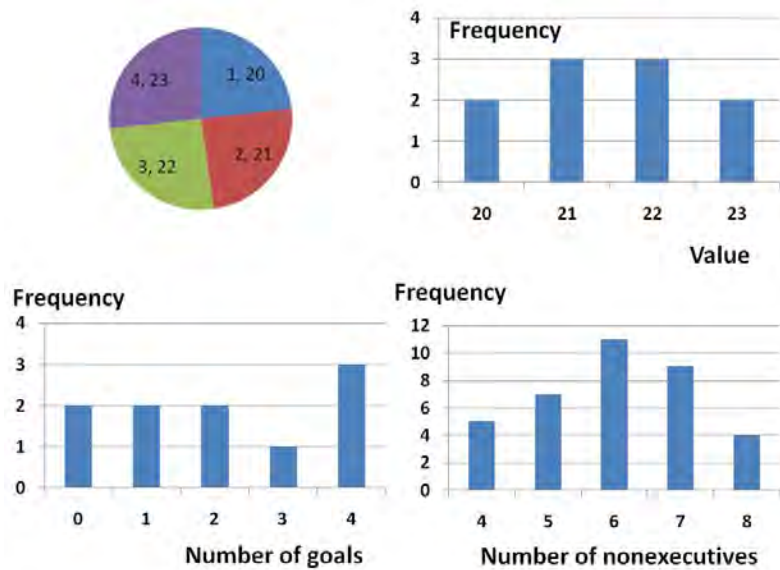 4, 23
1, 20
3, 22
2, 21
Frequency
4
3
2
1
0
20 21 22 23
Value
Frequency
4
3
2
1
0
0 1 2 3 4
Number of goals
Frequency
12
10
8
6
4
2
0
4 5 6 7 8
Number of nonexecutives